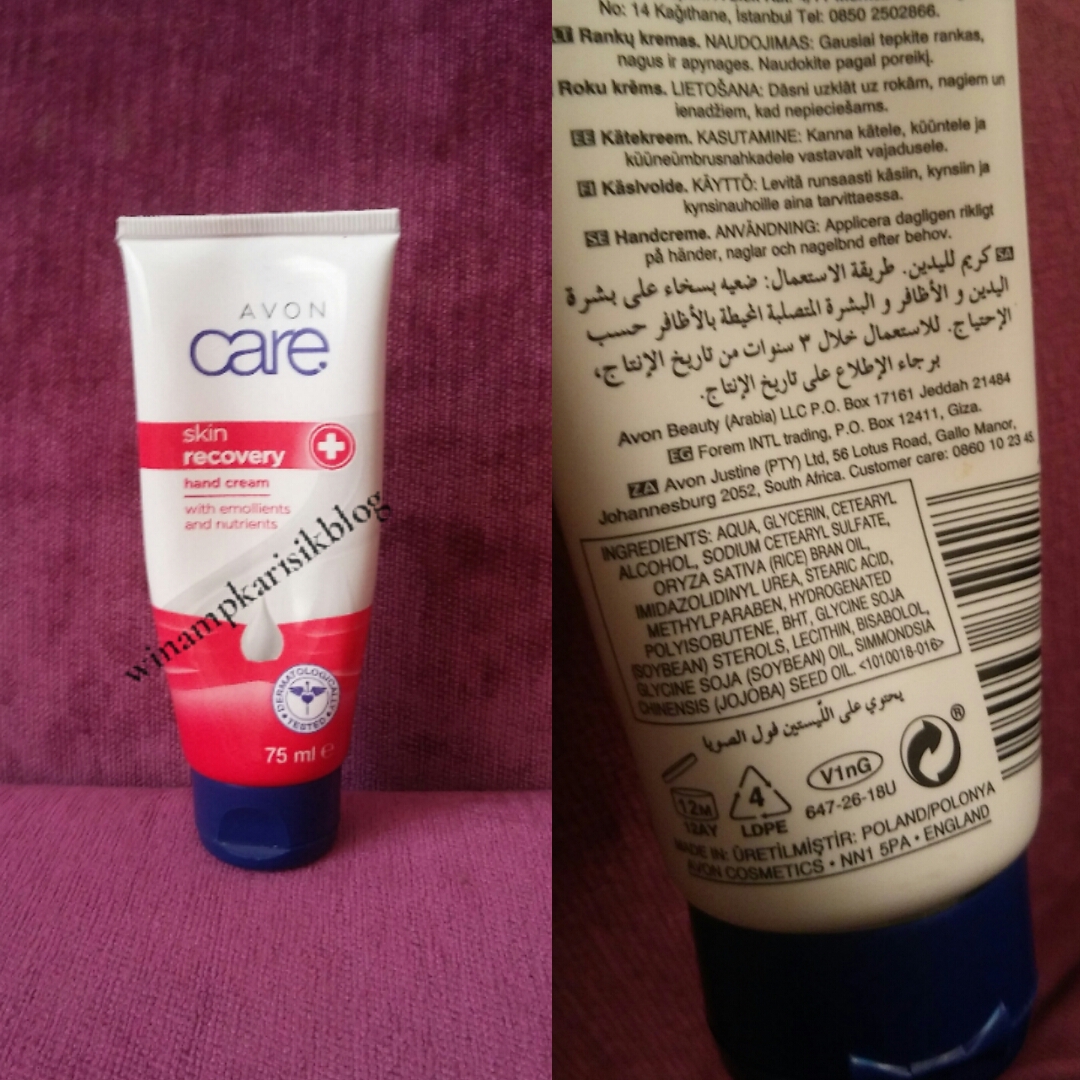 AVON
care
skin
recovery
hand cream
with emollients
and nutrients
winampkarisikblog
DERMATOLOGICALLY TESTED
75 ml e
No: 14 Kağıthane, İstanbul Tel: 0850 2502866.
Rankų kremas. NAUDOJIMAS: Gausiai tepkite rankas,
nagus ir apynages. Naudokite pagal poreikį.
Roku krēms. LIETOŠANA: Dāsni uzklāt uz rokām, nagiem un
ienadžiem, kad nepieciešams.
EE Kätekreem. KASUTAMINE: Kanna kätele, küüntele ja
küüneümbrusnahkadele vastavalt vajadusele.
FI Käsivoide. KÄYTTÖ: Levitä runsaasti käsiin, kynsiin ja
kynsinauhoille aina tarvittaessa.
SE Handcreme. ANVÄNDNING: Applicera dagligen rikligt
på händer, naglar och nagelbnd efter behov.
SA كريم لليدين. طريقة الاستعمال: ضعيه بسخاء على بشرة
اليدين و الأظافر و البشرة المتصلبة المحيطة بالأظافر حسب
الإحتياج. للاستعمال خلال ٣ سنوات من تاريخ الإنتاج،
برجاء الإطلاع على تاريخ الإنتاج.
Avon Beauty (Arabia) LLC P.O. Box 17161 Jeddah 21484
EG Forem INTL trading, P.O. Box 12411, Giza.
ZA Avon Justine (PTY) Ltd, 56 Lotus Road, Gallo Manor,
Johannesburg 2052, South Africa. Customer care: 0860 10 23 45
INGREDIENTS: AQUA, GLYCERIN, CETEARYL
ALCOHOL, SODIUM CETEARYL SULFATE,
ORYZA SATIVA (RICE) BRAN OIL,
IMIDAZOLIDINYL UREA, STEARIC ACID,
METHYLPARABEN, HYDROGENATED
POLYISOBUTENE, BHT, GLYCINE SOJA
(SOYBEAN) STEROLS, LECITHIN, BISABOLOL,
GLYCINE SOJA (SOYBEAN) OIL, SIMMONDSIA
CHINENSIS (JOJOBA) SEED OIL. <1010018-016>
يحتوي على اللّيستين فول الصويا
12M
12AY
4
LDPE
V1nG
647-26-18U
®
MADE IN: ÜRETİLMİŞTİR: POLAND/POLONYA
AVON COSMETICS • NN1 5PA • ENGLAND